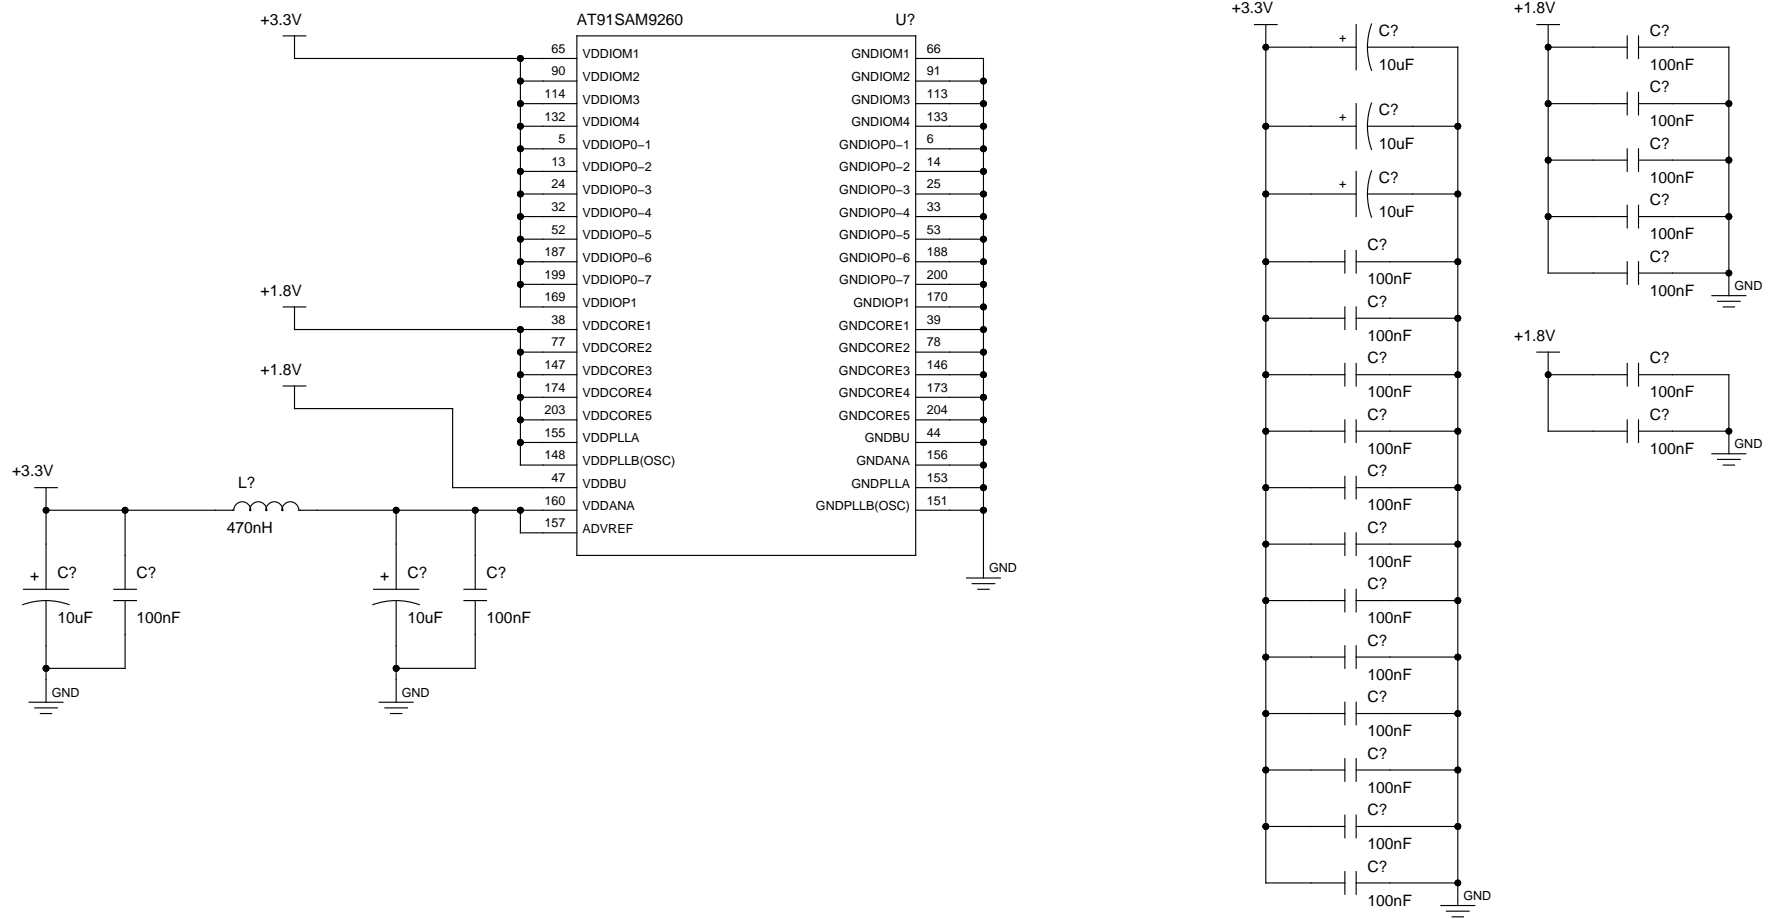 +3.3V
AT91SAM9260 U?
65 VDDIOM1 GNDIOM1 66
90 VDDIOM2 GNDIOM2 91
114 VDDIOM3 GNDIOM3 113
132 VDDIOM4 GNDIOM4 133
5 VDDIOP0-1 GNDIOP0-1 6
13 VDDIOP0-2 GNDIOP0-2 14
24 VDDIOP0-3 GNDIOP0-3 25
32 VDDIOP0-4 GNDIOP0-4 33
52 VDDIOP0-5 GNDIOP0-5 53
187 VDDIOP0-6 GNDIOP0-6 188
199 VDDIOP0-7 GNDIOP0-7 200
+1.8V
169 VDDIOP1 GNDIOP1 170
38 VDDCORE1 GNDCORE1 39
77 VDDCORE2 GNDCORE2 78
+1.8V
147 VDDCORE3 GNDCORE3 146
174 VDDCORE4 GNDCORE4 173
203 VDDCORE5 GNDCORE5 204
155 VDDPLLA GNDBU 44
148 VDDPLLB(OSC) GNDANA 156
47 VDDBU GNDPLLA 153
160 VDDANA GNDPLLB(OSC) 151
157 ADVREF
GND
+3.3V
L?
470nH
+ C?
10uF
C?
100nF
GND
+ C?
10uF
C?
100nF
GND
+3.3V
+ C?
10uF
+ C?
10uF
+ C?
10uF
C?
100nF
C?
100nF
C?
100nF
C?
100nF
C?
100nF
C?
100nF
C?
100nF
C?
100nF
C?
100nF
C?
100nF
C?
100nF
C?
100nF
GND
+1.8V
C?
100nF
C?
100nF
C?
100nF
C?
100nF
C?
100nF
GND
+1.8V
C?
100nF
C?
100nF
GND